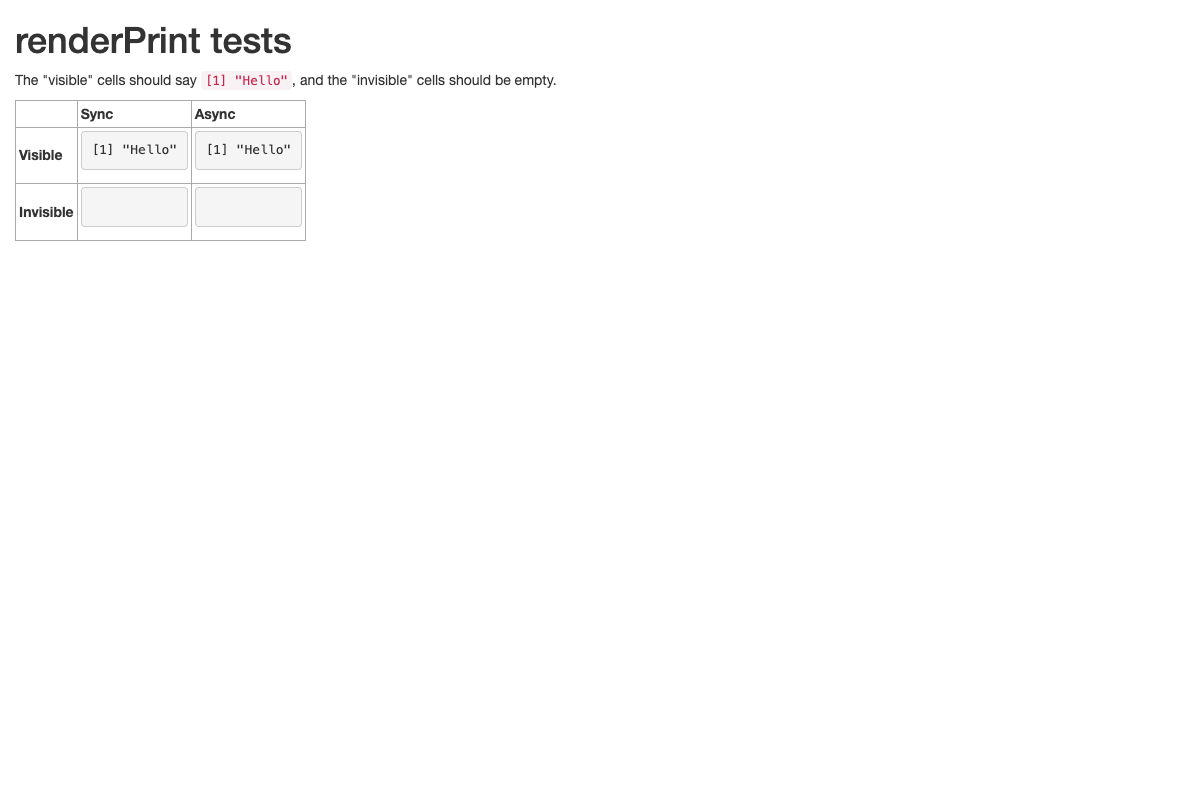 renderPrint tests
The "visible" cells should say [1] "Hello", and the "invisible" cells should be empty.
Sync Async
Visible [1] "Hello" [1] "Hello"
Invisible